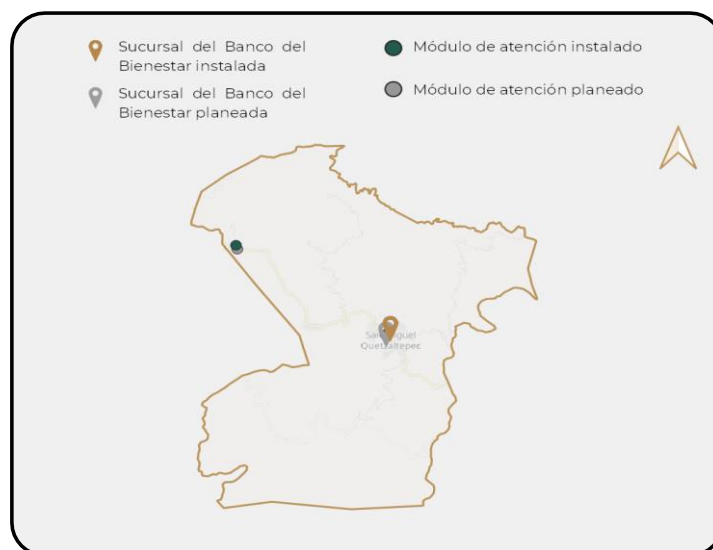 Sucursal del Banco del
Bienestar instalada
Sucursal del Banco del
Bienestar planeada
Módulo de atención instalado
Módulo de atención planeado
Quetzaltepec